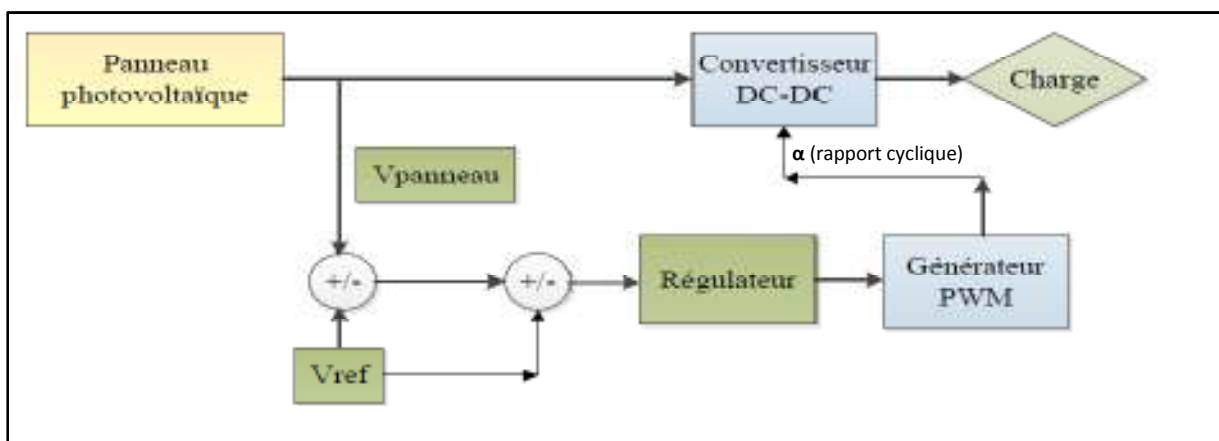 Panneau
photovoltaïque
Convertisseur
DC-DC
Charge
α (rapport cyclique)
Vpanneau
+/-
+/-
Régulateur
Générateur
PWM
Vref